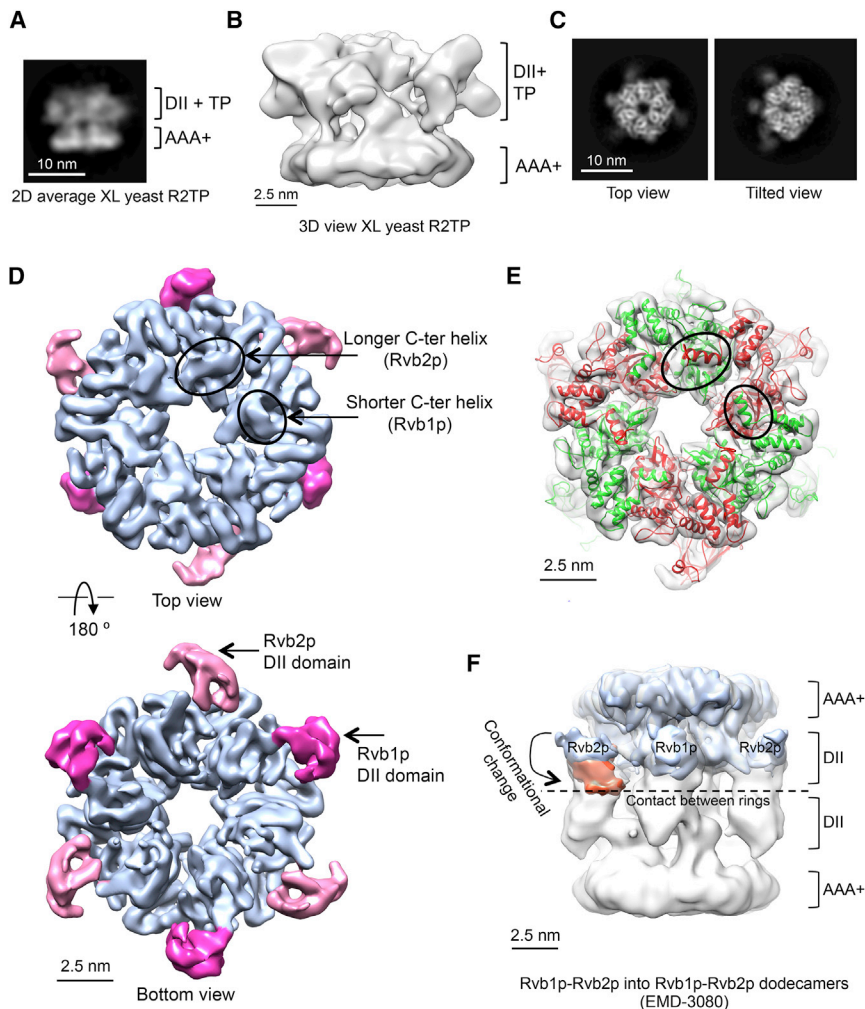 A
DII + TP
AAA+
10 nm
2D average XL yeast R2TP
B
DII+
TP
AAA+
2.5 nm
3D view XL yeast R2TP
C
10 nm
Top view
Tilted view
D
Longer C-ter helix
(Rvb2p)
Shorter C-ter helix
(Rvb1p)
180 º
Top view
Rvb2p
DII domain
Rvb1p
DII domain
2.5 nm
Bottom view
E
2.5 nm
F
AAA+
Rvb2p
Rvb1p
Rvb2p
DII
Conformational
change
Contact between rings
DII
AAA+
2.5 nm
Rvb1p-Rvb2p into Rvb1p-Rvb2p dodecamers
(EMD-3080)